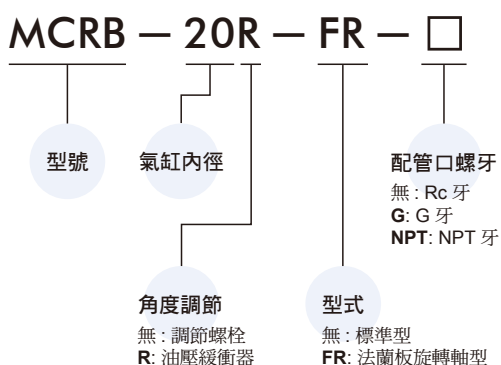 MCRB — 20R — FR — □
型號
氣缸內徑
配管口螺牙
無 : Rc 牙
G: G 牙
NPT: NPT 牙
角度調節
無 : 調節螺栓
R: 油壓緩衝器
型式
無 : 標準型
FR: 法蘭板旋轉軸型